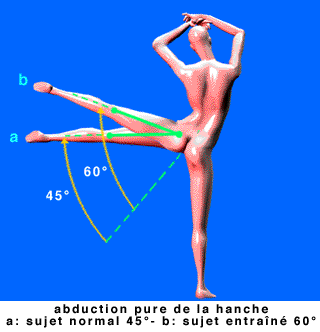 b
a
60°
45°
abduction pure de la hanche
a: sujet normal 45°- b: sujet entraîné 60°